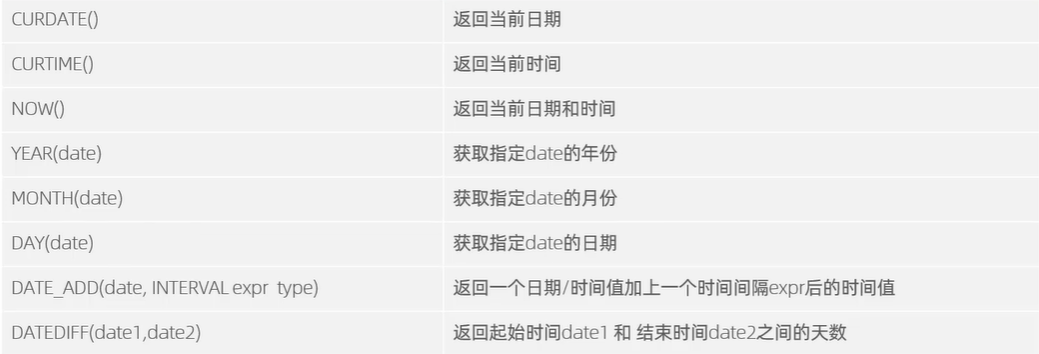 CURDATE() 返回当前日期
CURTIME() 返回当前时间
NOW() 返回当前日期和时间
YEAR(date) 获取指定date的年份
MONTH(date) 获取指定date的月份
DAY(date) 获取指定date的日期
DATE_ADD(date, INTERVAL expr type) 返回一个日期/时间值加上一个时间间隔expr后的时间值
DATEDIFF(date1,date2) 返回起始时间date1 和 结束时间date2之间的天数